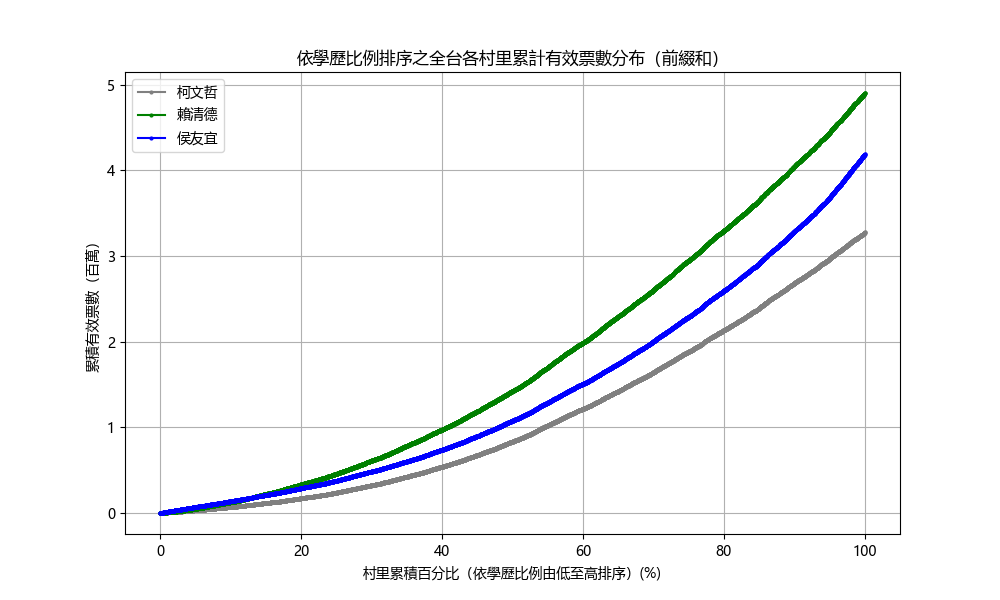 依學歷比例排序之全台各村里累計有效票數分布（前綴和）
柯文哲
賴清德
侯友宜
累積有效票數（百萬）
5
4
3
2
1
0
0 20 40 60 80 100
村里累積百分比（依學歷比例由低至高排序）(%)